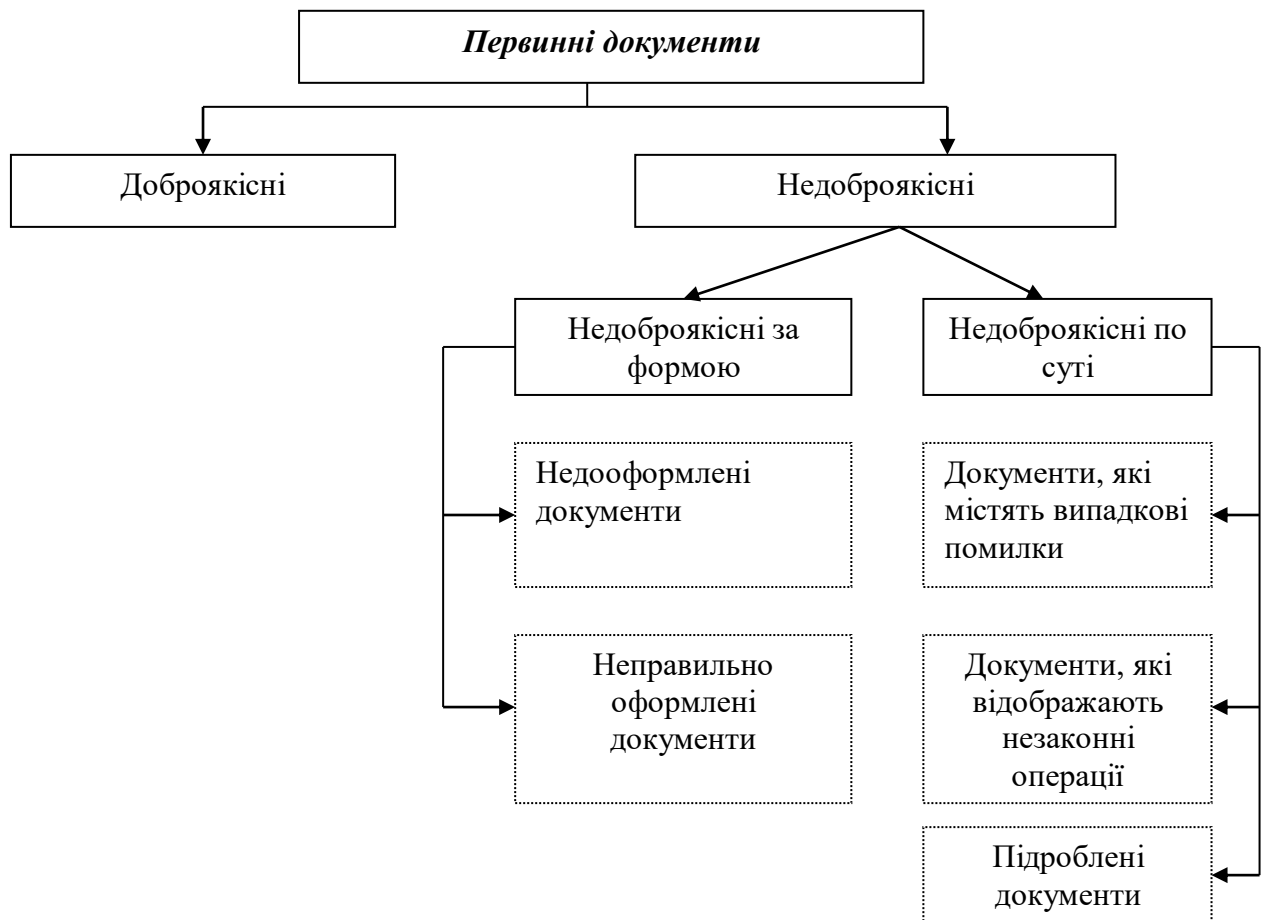 Первинні документи
Доброякісні
Недоброякісні
Недоброякісні за
формою
Недоброякісні по
суті
Недооформлені
документи
Документи, які
містять випадкові
помилки
Неправильно
оформлені
документи
Документи, які
відображають
незаконні
операції
Підроблені
документи